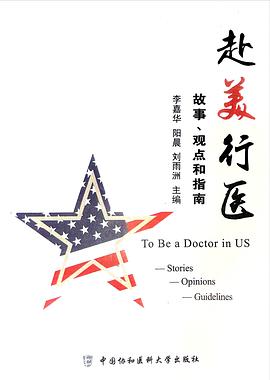 赴美行医
故事、观点和指南
李嘉华 阳晨 刘雨洲 主编
To Be a Doctor in US
— Stories
— Opinions
— Guidelines
中国协和医科大学出版社